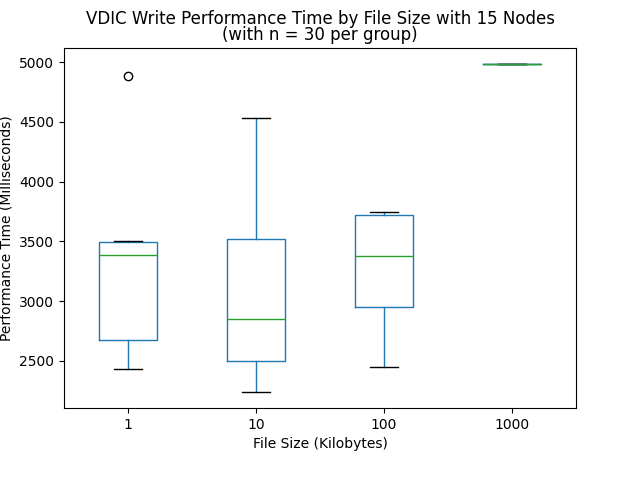 VDIC Write Performance Time by File Size with 15 Nodes
(with n = 30 per group)
5000
4500
4000
3500
3000
2500
Performance Time (Milliseconds)
1 10 100 1000
File Size (Kilobytes)